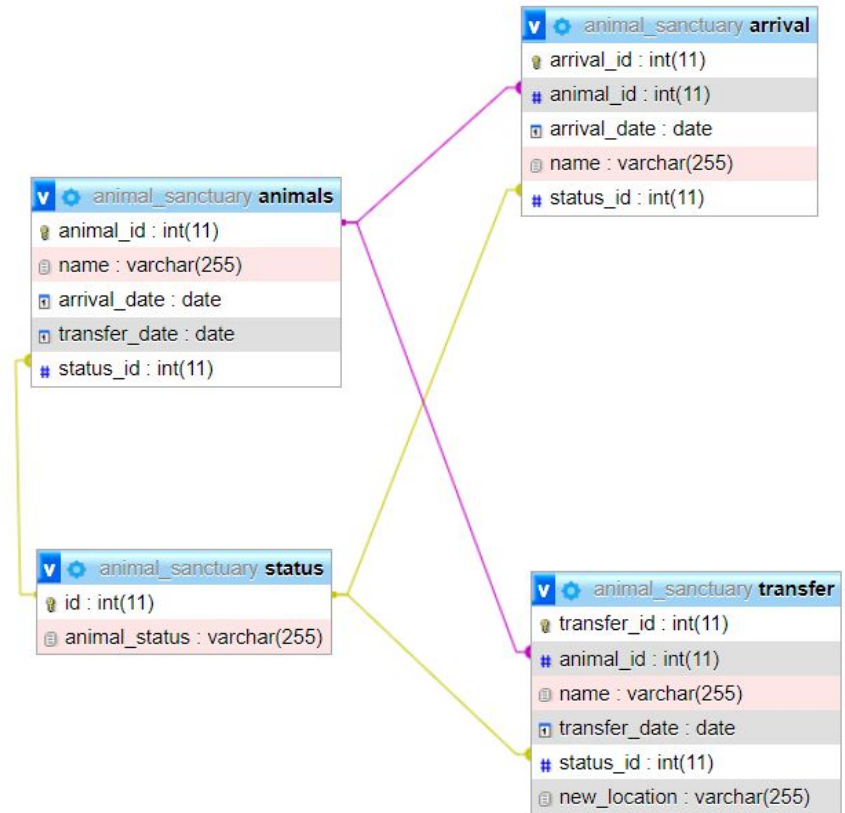 animal_sanctuary arrival
arrival_id : int(11)
animal_id : int(11)
arrival_date : date
name : varchar(255)
status_id : int(11)
animal_sanctuary animals
animal_id : int(11)
name : varchar(255)
arrival_date : date
transfer_date : date
status_id : int(11)
animal_sanctuary status
id : int(11)
animal_status : varchar(255)
animal_sanctuary transfer
transfer_id : int(11)
animal_id : int(11)
name : varchar(255)
transfer_date : date
status_id : int(11)
new_location : varchar(255)